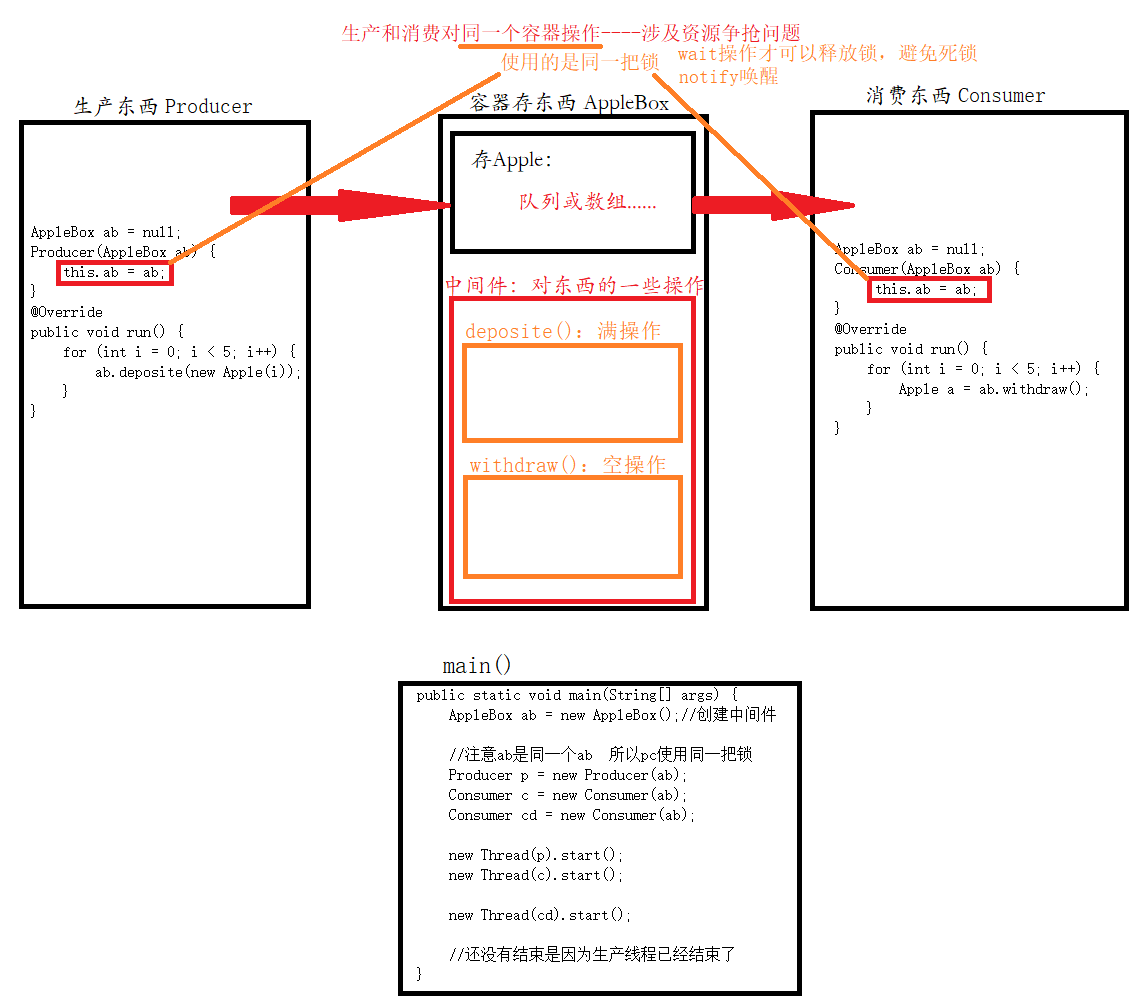 生产和消费对同一个容器操作----涉及资源争抢问题
使用的是同一把锁
wait操作才可以释放锁，避免死锁
notify唤醒
生产东西 Producer
AppleBox ab = null;
Producer(AppleBox ab) {
this.ab = ab;
}
@Override
public void run() {
for (int i = 0; i < 5; i++) {
ab.deposite(new Apple(i));
}
}
容器存东西 AppleBox
存Apple：
队列或数组......
中间件：对东西的一些操作
deposite()：满操作
withdraw()：空操作
消费东西 Consumer
AppleBox ab = null;
Consumer(AppleBox ab) {
this.ab = ab;
}
@Override
public void run() {
for (int i = 0; i < 5; i++) {
Apple a = ab.withdraw();
}
}
main()
public static void main(String[] args) {
AppleBox ab = new AppleBox();//创建中间件
//注意ab是同一个ab  所以pc使用同一把锁
Producer p = new Producer(ab);
Consumer c = new Consumer(ab);
Consumer cd = new Consumer(ab);
new Thread(p).start();
new Thread(c).start();
new Thread(cd).start();
//还没有结束是因为生产线程已经结束了
}